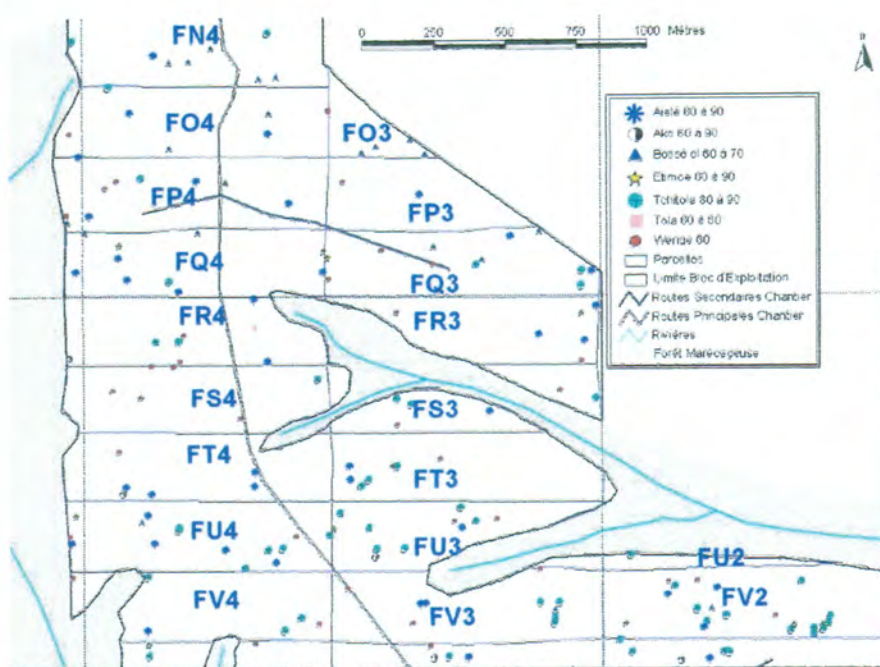 0 250 500 750 1000 Mètres
FN4
FO4 FO3
FP4 FP3
FQ4 FQ3
FR4 FR3
FS4 FS3
FT4 FT3
FU4 FU3 FU2
FV4 FV3 FV2
Aielé 60 à 90
Ako 60 à 90
Bossé cl 60 à 70
Etimoe 60 à 90
Tchitola 80 à 90
Tola 60 à 80
Wenge 60
Parcelles
Limite Bloc d'Exploitation
Routes Secondaires Chantier
Routes Principales Chantier
Rivières
Forêt Marécageuse